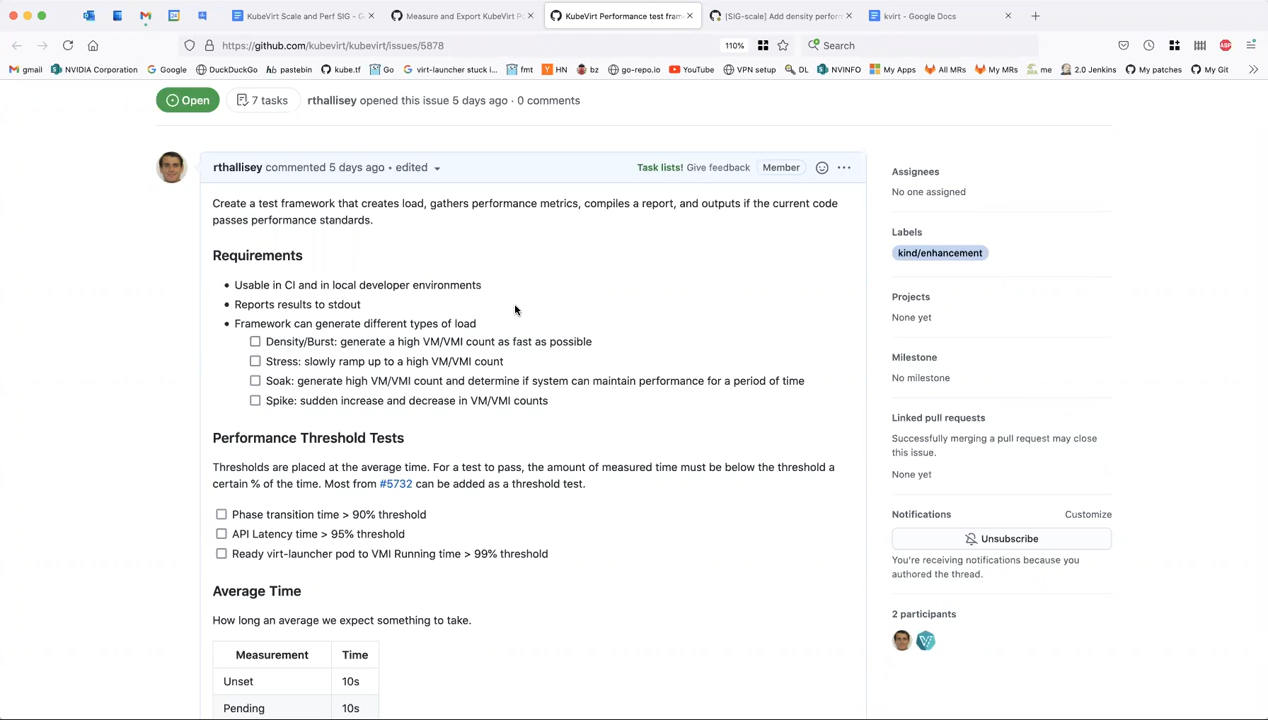 KubeVirt Scale and Perf SIG - G
Measure and Export KubeVirt P
KubeVirt Performance test fram
[SIG-scale] Add density perform
kvirt - Google Docs
https://github.com/kubevirt/kubevirt/issues/5878
110%
Search
gmail
NVIDIA Corporation
Google
DuckDuckGo
pastebin
kube.tf
Go
virt-launcher stuck i...
fmt
HN
bz
go-repo.io
YouTube
VPN setup
DL
NVINFO
My Apps
All MRs
My MRs
me
2.0 Jenkins
My patches
My Git
Open
7 tasks
rthallisey opened this issue 5 days ago · 0 comments
rthallisey commented 5 days ago • edited
Task lists! Give feedback
Member
Create a test framework that creates load, gathers performance metrics, compiles a report, and outputs if the current code
passes performance standards.
Requirements
• Usable in CI and in local developer environments
• Reports results to stdout
• Framework can generate different types of load
Density/Burst: generate a high VM/VMI count as fast as possible
Stress: slowly ramp up to a high VM/VMI count
Soak: generate high VM/VMI count and determine if system can maintain performance for a period of time
Spike: sudden increase and decrease in VM/VMI counts
Performance Threshold Tests
Thresholds are placed at the average time. For a test to pass, the amount of measured time must be below the threshold a
certain % of the time. Most from #5732 can be added as a threshold test.
Phase transition time > 90% threshold
API Latency time > 95% threshold
Ready virt-launcher pod to VMI Running time > 99% threshold
Average Time
How long an average we expect something to take.
Measurement Time
Unset 10s
Pending 10s
Assignees
No one assigned
Labels
kind/enhancement
Projects
None yet
Milestone
No milestone
Linked pull requests
Successfully merging a pull request may close
this issue.
None yet
Notifications
Customize
Unsubscribe
You're receiving notifications because you
authored the thread.
2 participants